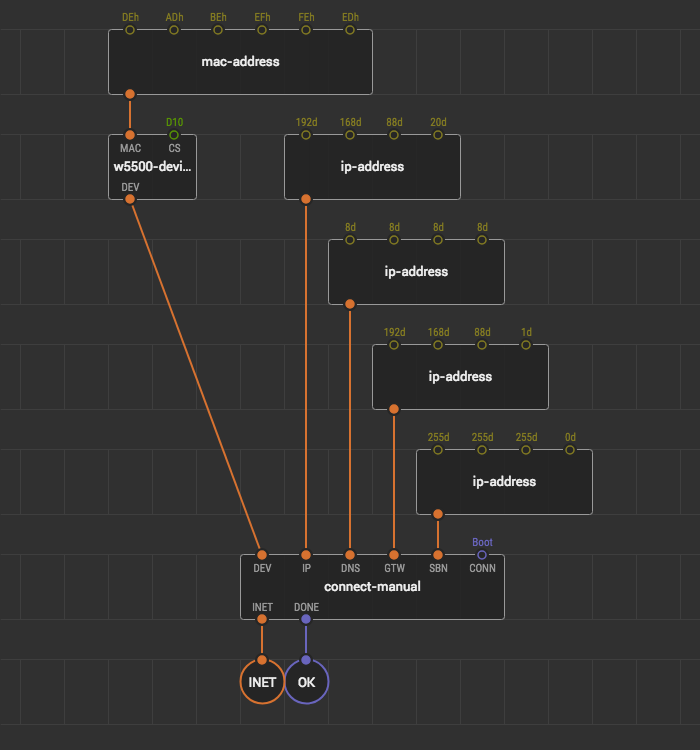 DEh ADh BEh EFh FEh EDh
mac-address
D10 192d 168d 88d 20d
MAC CS
w5500-devi... ip-address
DEV
8d 8d 8d 8d
ip-address
192d 168d 88d 1d
ip-address
255d 255d 255d 0d
ip-address
Boot
DEV IP DNS GTW SBN CONN
connect-manual
INET DONE
INET OK